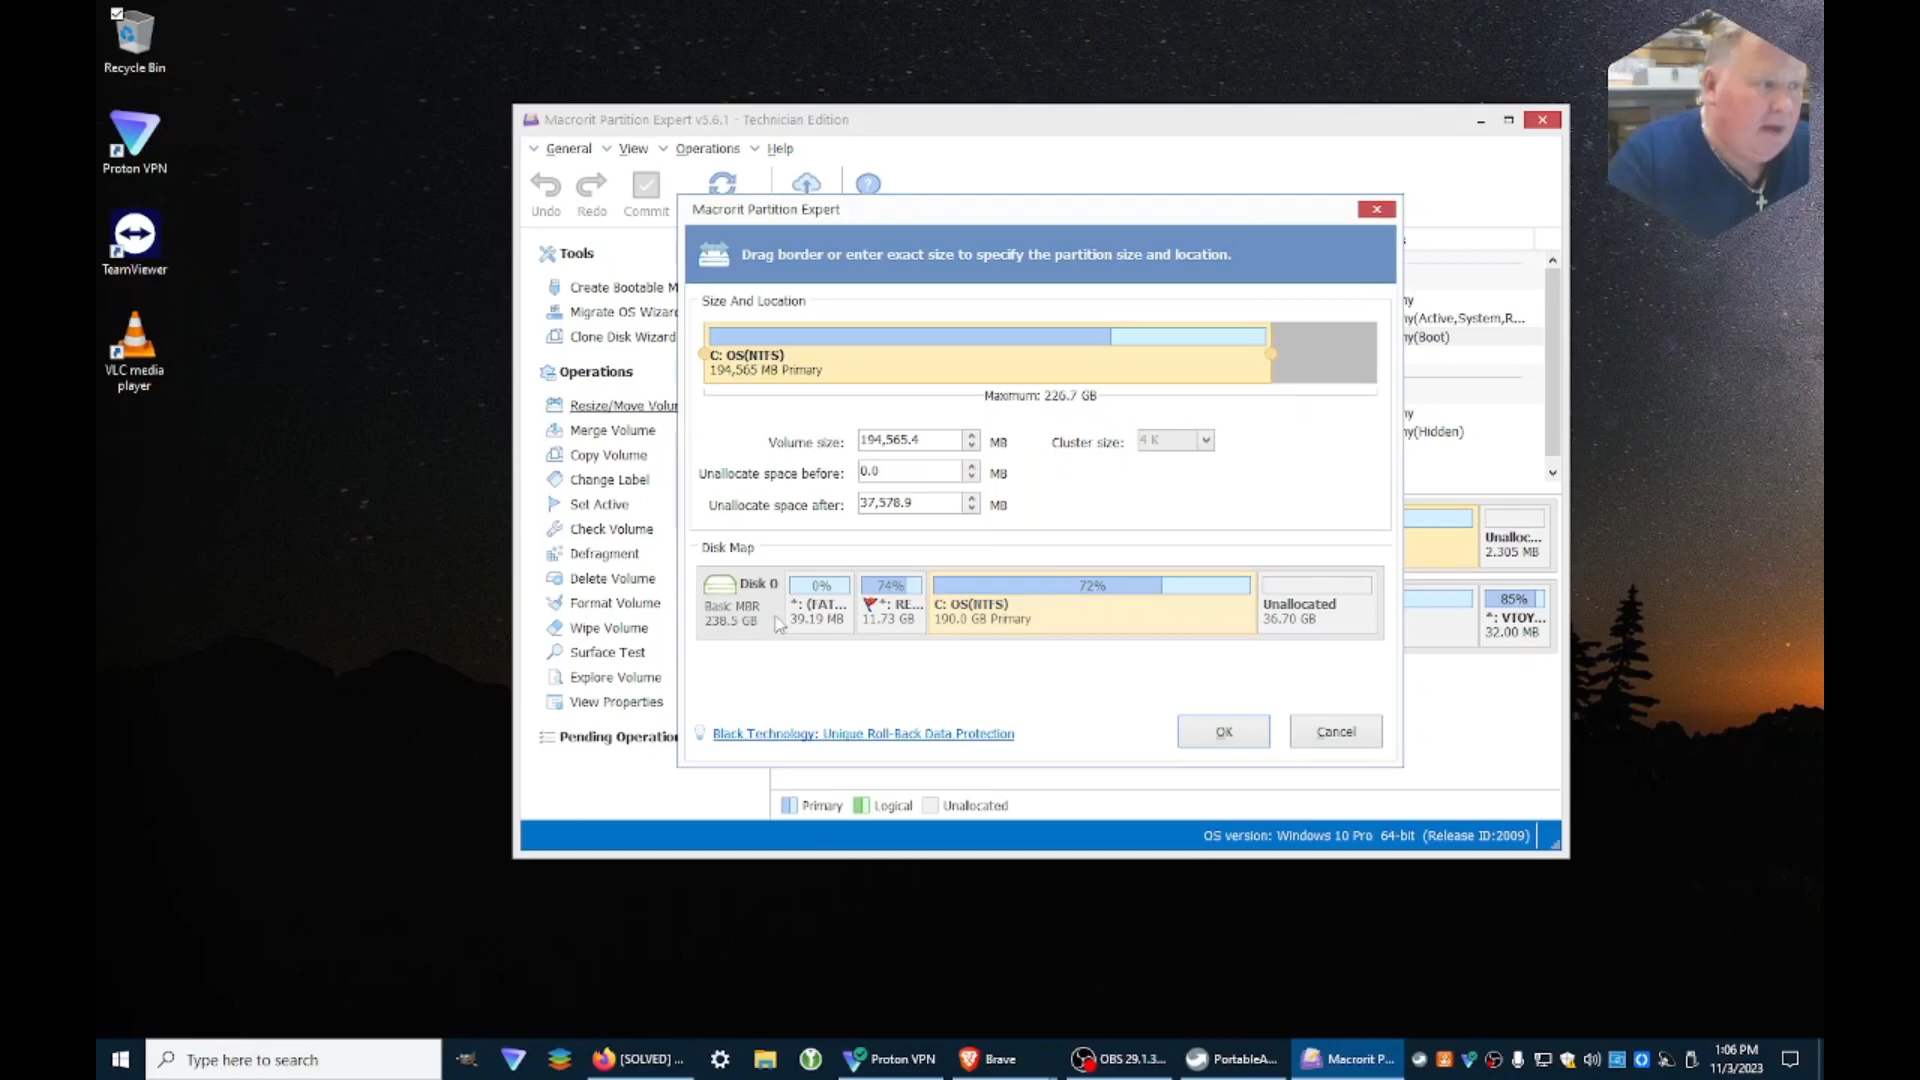 Recycle Bin
Proton VPN
TeamViewer
VLC media
player
Macrorit Partition Expert v5.6.1 - Technician Edition
General View Operations Help
Undo Redo Commit
Tools
Create Bootable M
Migrate OS Wizar
Clone Disk Wizard
Operations
Resize/Move Volu
Merge Volume
Copy Volume
Change Label
Set Active
Check Volume
Defragment
Delete Volume
Format Volume
Wipe Volume
Surface Test
Explore Volume
View Properties
Pending Operatio
Macrorit Partition Expert
Drag border or enter exact size to specify the partition size and location.
Size And Location
C: OS(NTFS)
194,565 MB Primary
Maximum: 226.7 GB
Volume size: 194,565.4 MB Cluster size: 4 K
Unallocate space before: 0.0 MB
Unallocate space after: 37,578.9 MB
Disk Map
Disk 0
Basic MBR
238.5 GB
0%
*: (FAT...
39.19 MB
74%
*: RE...
11.73 GB
72%
C: OS(NTFS)
190.0 GB Primary
Unallocated
36.70 GB
Black Technology: Unique Roll-Back Data Protection
OK Cancel
ny
ny(Active,System,R...
ny(Boot)
ny
ny(Hidden)
Unalloc...
2.305 MB
85%
*: VTOY...
32.00 MB
Primary Logical Unallocated
OS version: Windows 10 Pro 64-bit (Release ID:2009)
Type here to search
[SOLVED] ...
Proton VPN
Brave
OBS 29.1.3...
PortableA...
Macrorit P...
1:06 PM
11/3/2023